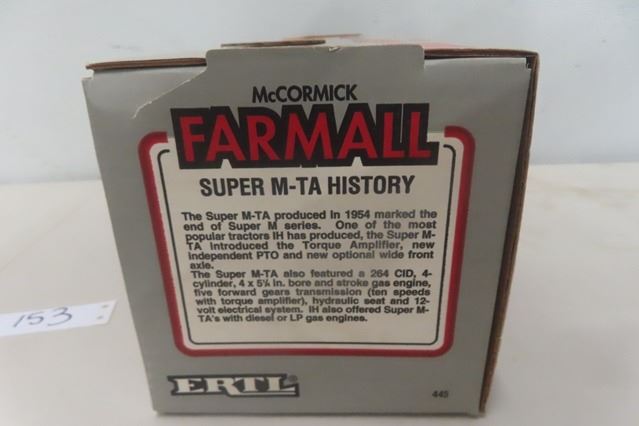 McCORMICK
FARMALL
SUPER M-TA HISTORY
The Super M-TA produced in 1954 marked the
end of Super M series. One of the most
popular tractors IH has produced, the Super M-
TA introduced the Torque Amplifier, new
independent PTO and new optional wide front
axle.
The Super M-TA also featured a 264 CID, 4-
cylinder, 4 x 5¼ in. bore and stroke gas engine,
five forward gears transmission (ten speeds
with torque amplifier), hydraulic seat and 12-
volt electrical system. IH also offered Super M-
TA's with diesel or LP gas engines.
153
ERTL®
445